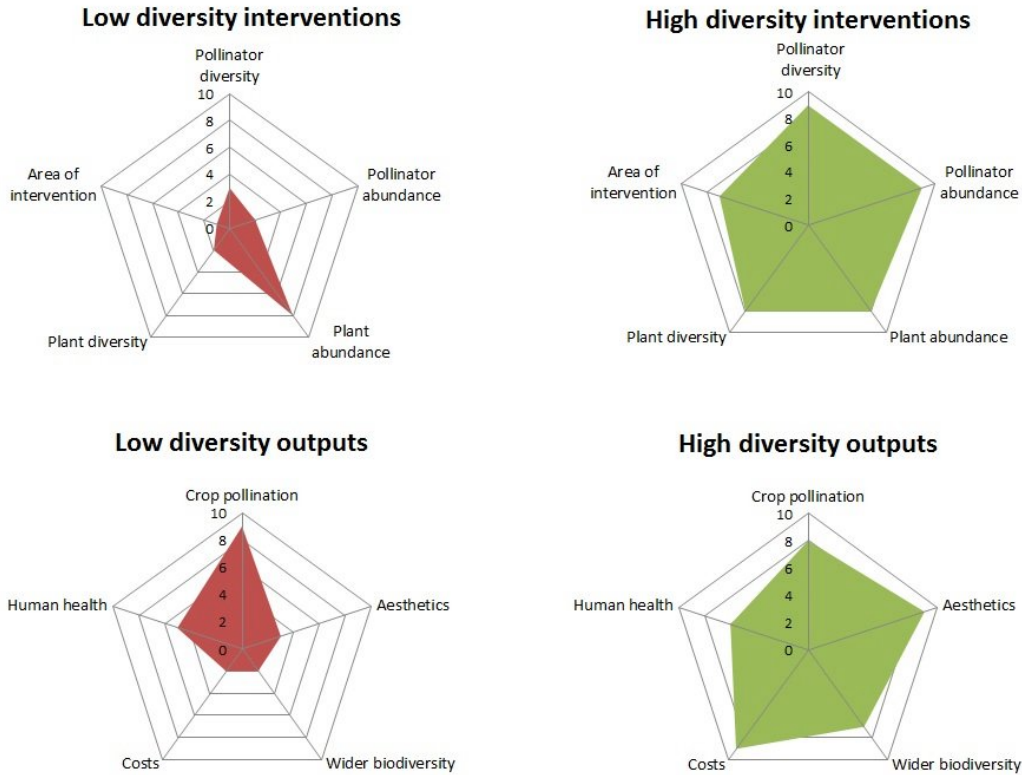 Low diversity interventions
Pollinator
diversity
10
8
6
4
2
0
Pollinator
abundance
Plant
abundance
Plant diversity
Area of
intervention
High diversity interventions
Pollinator
diversity
10
8
6
4
2
0
Pollinator
abundance
Plant abundance
Plant diversity
Area of
intervention
Low diversity outputs
Crop pollination
10
8
6
4
2
0
Aesthetics
Wider biodiversity
Costs
Human health
High diversity outputs
Crop pollination
10
8
6
4
2
0
Aesthetics
Wider biodiversity
Costs
Human health